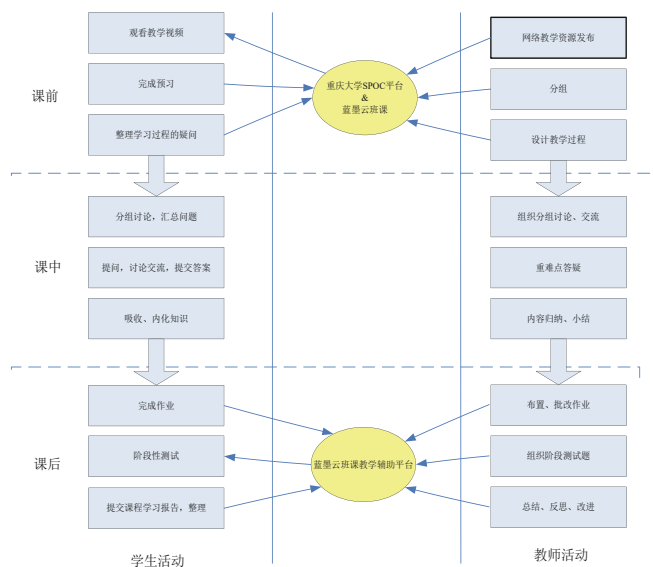 观看教学视频
网络教学资源发布
课前
完成预习
重庆大学SPOC平台
&
蓝墨云班课
分组
整理学习过程的疑问
设计教学过程
分组讨论，汇总问题
组织分组讨论、交流
课中
提问，讨论交流，提交答案
重难点答疑
吸收、内化知识
内容归纳、小结
完成作业
布置、批改作业
课后
阶段性测试
蓝墨云班课教学辅助平台
组织阶段测试题
提交课程学习报告，整理
总结、反思、改进
学生活动
教师活动